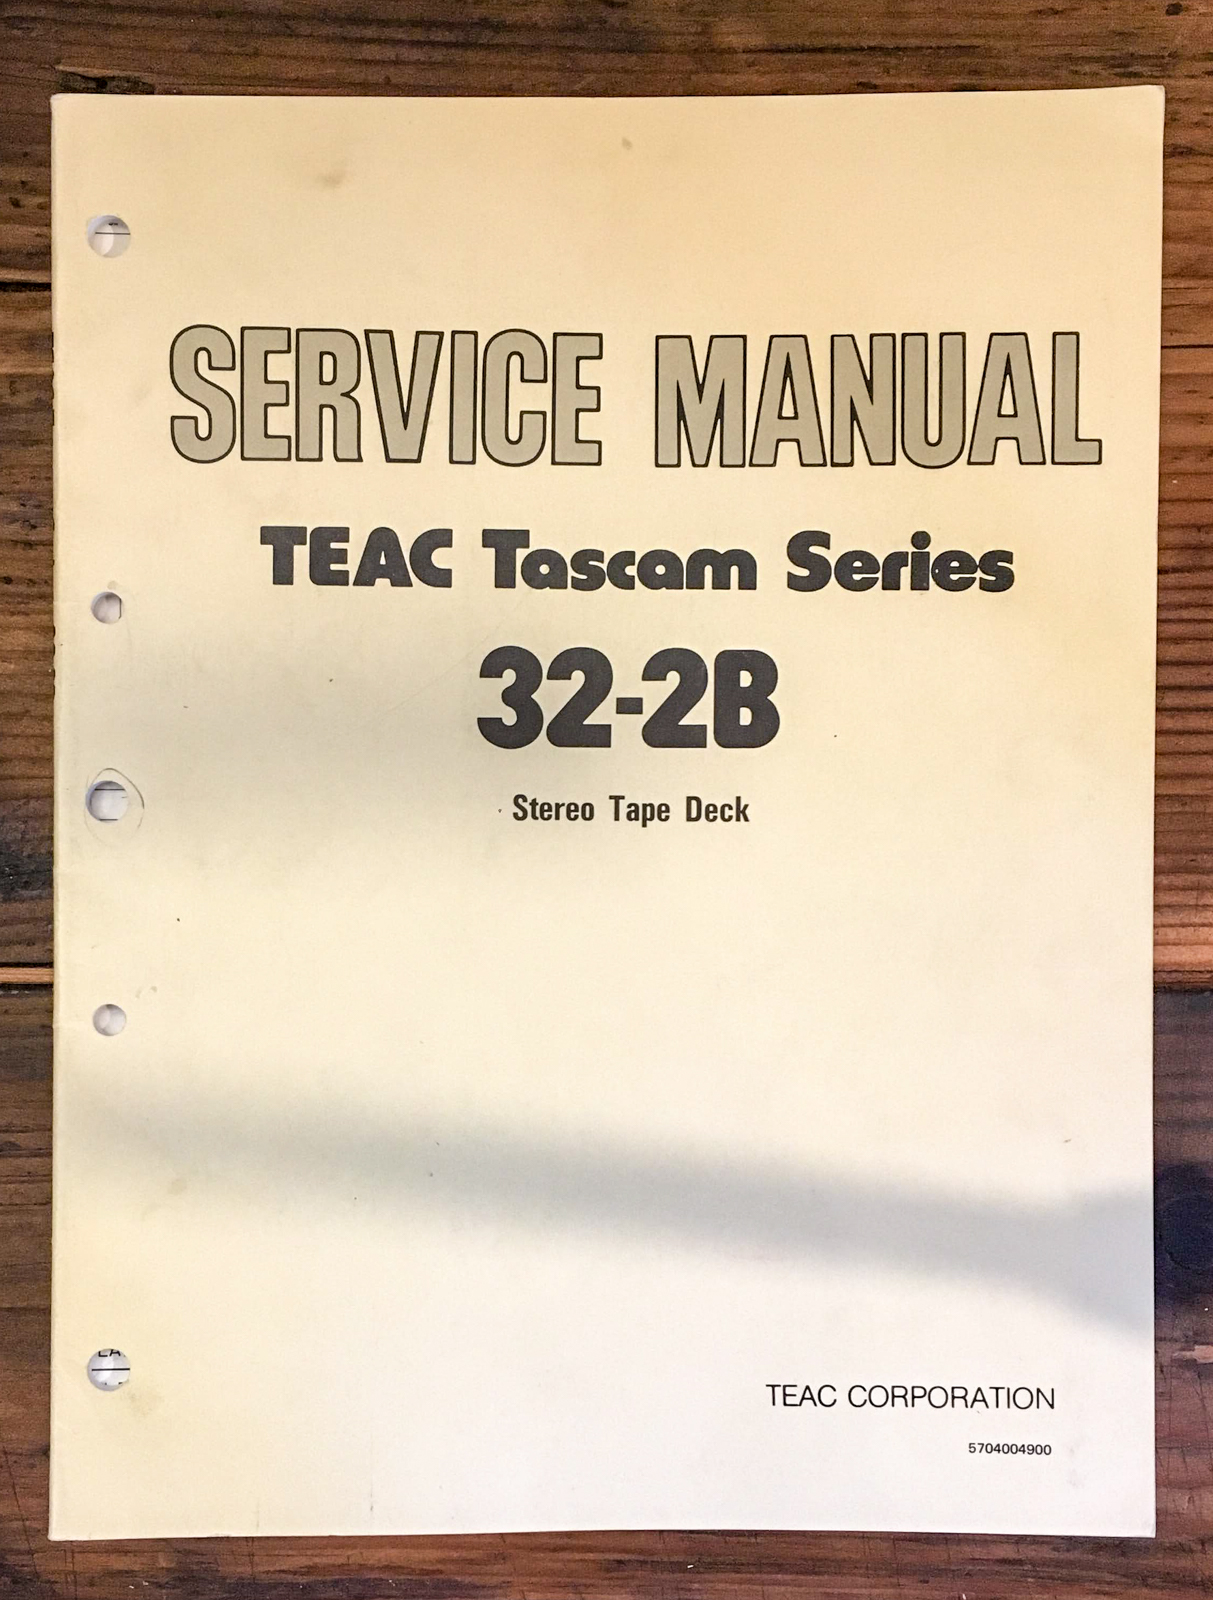 SERVICE MANUAL
TEAC Tascam Series
32-2B
Stereo Tape Deck
TEAC CORPORATION
5704004900